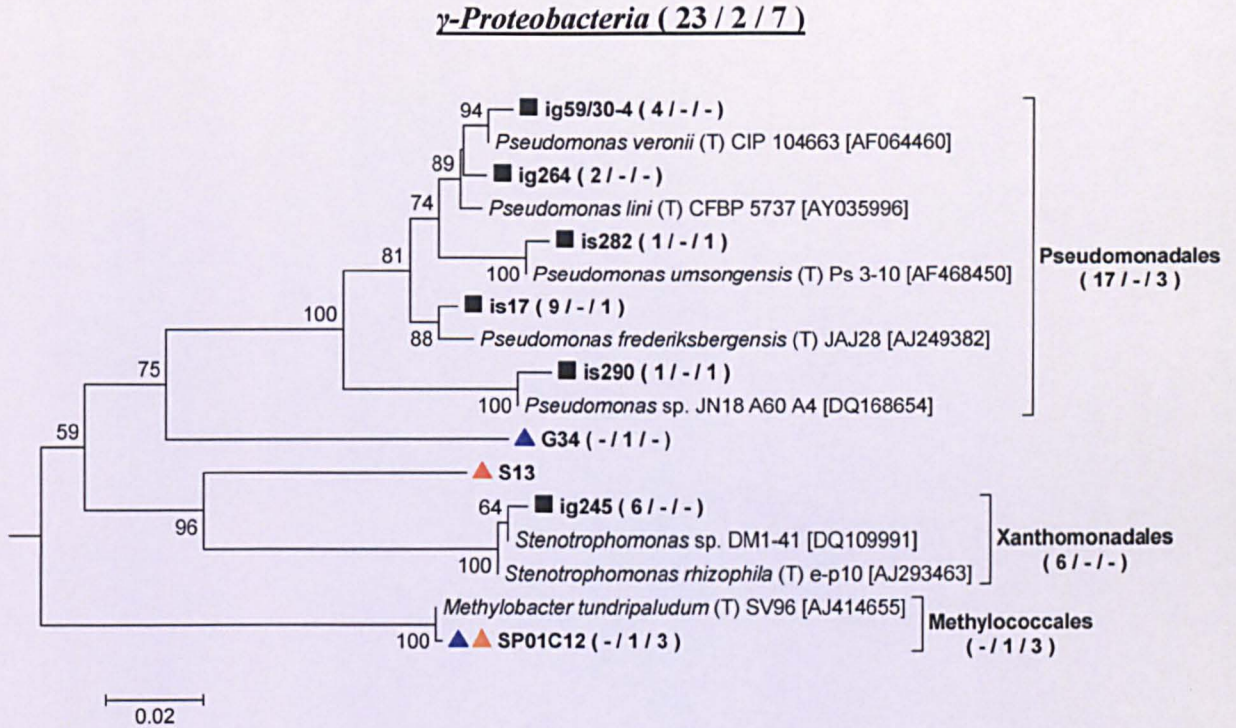 γ-Proteobacteria ( 23 / 2 / 7 )
94
ig59/30-4 ( 4 / - / - )
Pseudomonas veronii (T) CIP 104663 [AF064460]
89
ig264 ( 2 / - / - )
74
Pseudomonas lini (T) CFBP 5737 [AY035996]
is282 ( 1 / - / 1 )
81
Pseudomonadales
100
Pseudomonas umsongensis (T) Ps 3-10 [AF468450]
( 17 / - / 3 )
is17 ( 9 / - / 1 )
100
88
Pseudomonas frederiksbergensis (T) JAJ28 [AJ249382]
75
is290 ( 1 / - / 1 )
100
Pseudomonas sp. JN18 A60 A4 [DQ168654]
59
G34 ( - / 1 / - )
S13
64
ig245 ( 6 / - / - )
96
Stenotrophomonas sp. DM1-41 [DQ109991]
Xanthomonadales
( 6 / - / - )
100
Stenotrophomonas rhizophila (T) e-p10 [AJ293463]
Methylobacter tundripaludum (T) SV96 [AJ414655]
Methylococcales
100
SP01C12 ( - / 1 / 3 )
( - / 1 / 3 )
0.02